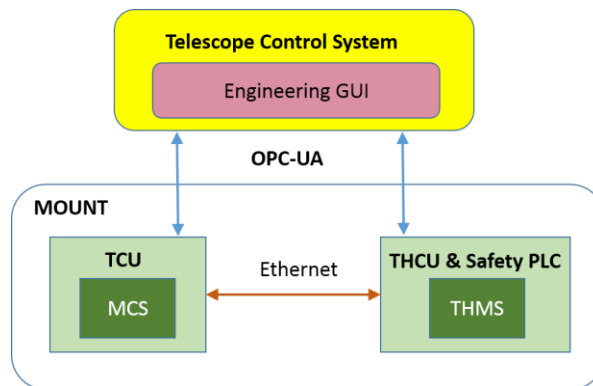 Telescope Control System
Engineering GUI
OPC-UA
MOUNT
TCU
MCS
Ethernet
THCU & Safety PLC
THMS